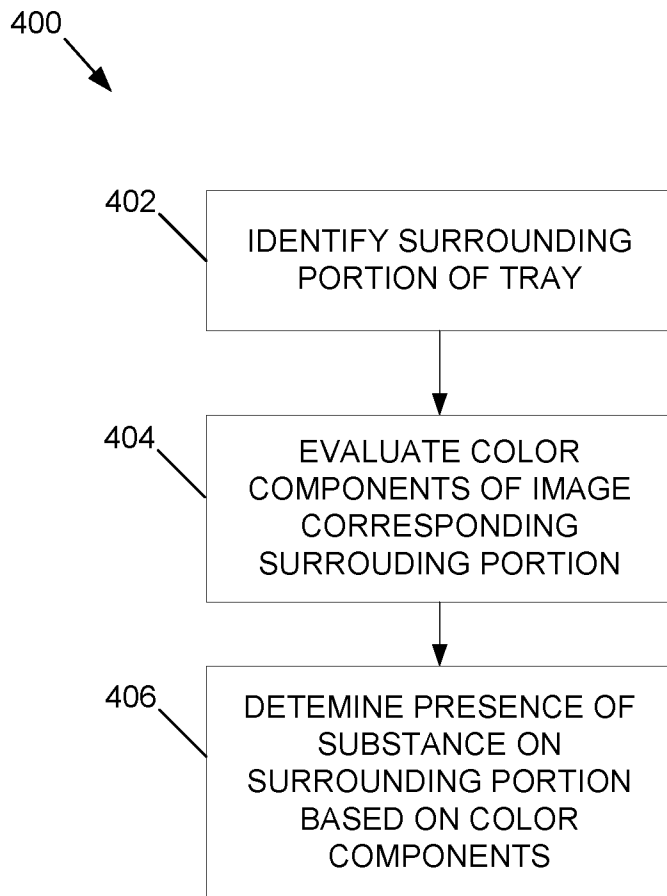 400
402
IDENTIFY SURROUNDING
PORTION OF TRAY
404
EVALUATE COLOR
COMPONENTS OF IMAGE
CORRESPONDING
SURROUDING PORTION
406
DETEMINE PRESENCE OF
SUBSTANCE ON
SURROUNDING PORTION
BASED ON COLOR
COMPONENTS